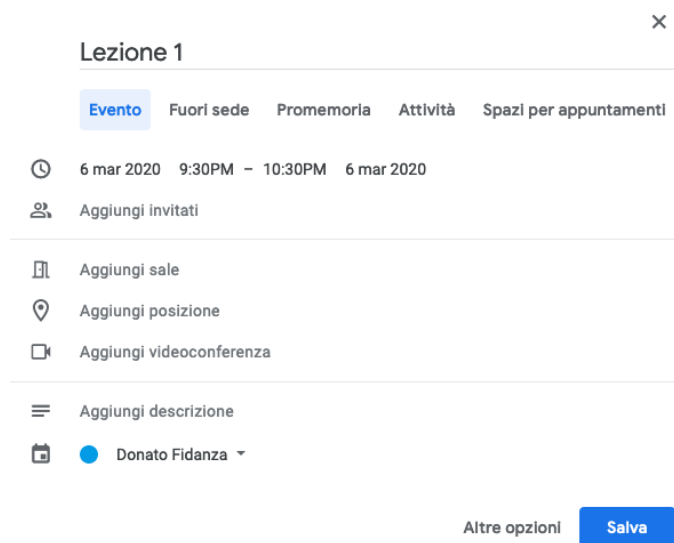 Lezione 1
Evento Fuori sede Promemoria Attività Spazi per appuntamenti
6 mar 2020 9:30PM – 10:30PM 6 mar 2020
Aggiungi invitati
Aggiungi sale
Aggiungi posizione
Aggiungi videoconferenza
Aggiungi descrizione
Donato Fidanza
Altre opzioni Salva